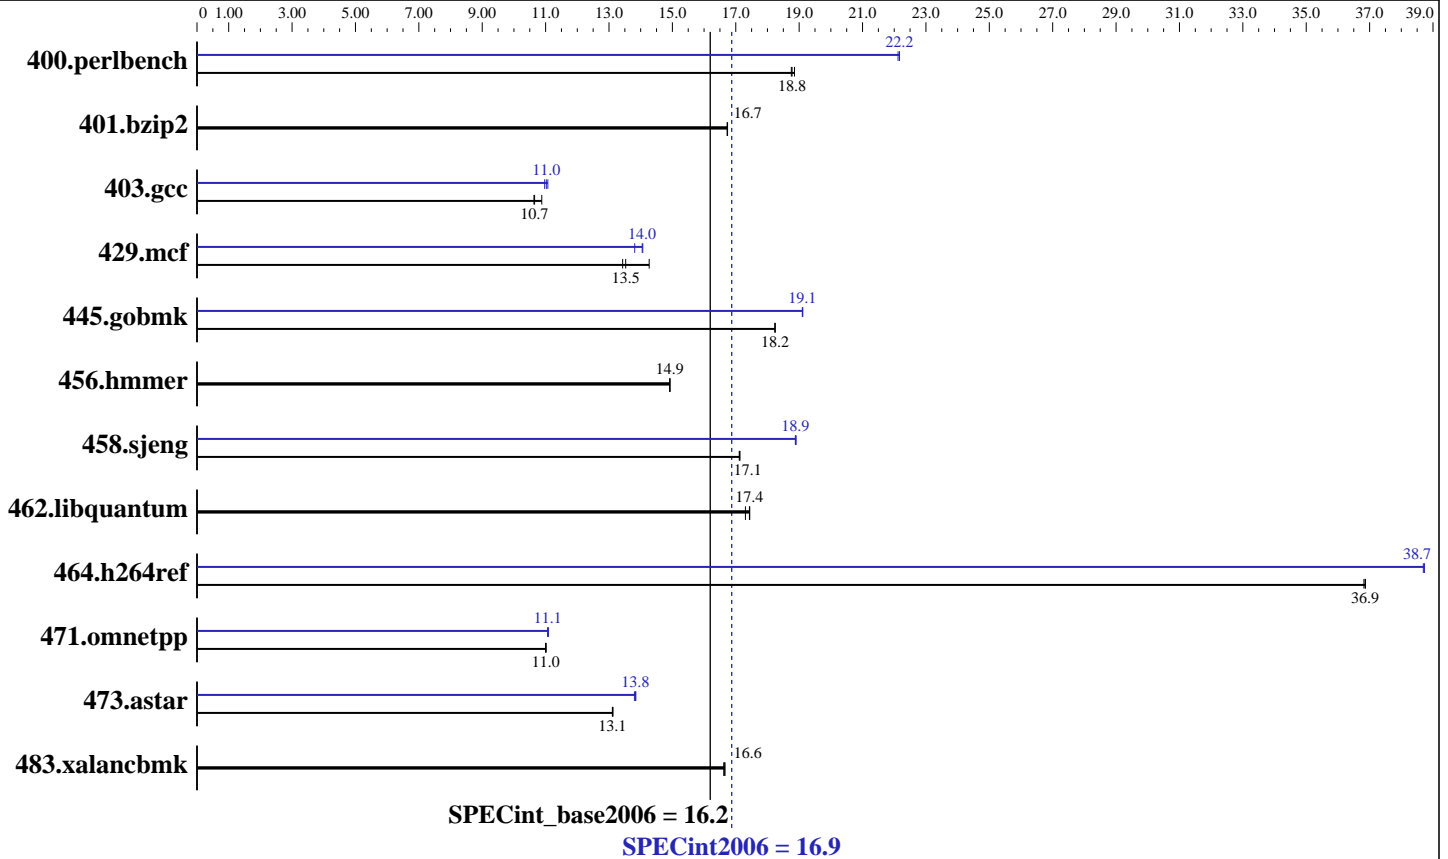 0 1.00 3.00 5.00 7.00 9.00 11.0 13.0 15.0 17.0 19.0 21.0 23.0 25.0 27.0 29.0 31.0 33.0 35.0 37.0 39.0
400.perlbench
22.2
18.8
401.bzip2
16.7
403.gcc
11.0
10.7
429.mcf
14.0
13.5
445.gobmk
19.1
18.2
456.hmmer
14.9
458.sjeng
18.9
17.1
462.libquantum
17.4
464.h264ref
38.7
36.9
471.omnetpp
11.1
11.0
473.astar
13.8
13.1
483.xalancbmk
16.6
SPECint_base2006 = 16.2
SPECint2006 = 16.9